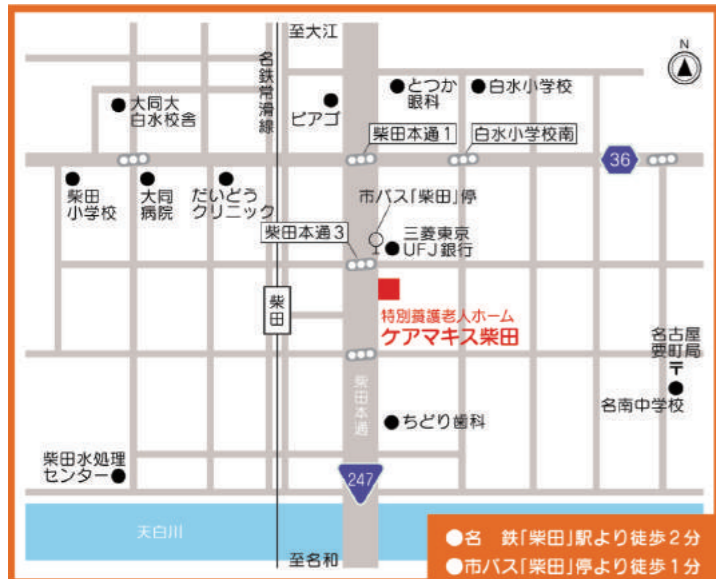 至大江
N
名鉄常滑線
大同大
白水校舎
ピアゴ
とつか
眼科
白水小学校
柴田本通1
白水小学校南
36
柴田
小学校
大同
病院
だいどう
クリニック
市バス「柴田」停
柴田本通3
三菱東京
UFJ銀行
柴田
特別養護老人ホーム
ケアマキス柴田
名古屋
要町局
〒
名南中学校
柴田本通
ちどり歯科
柴田水処理
センター
247
天白川
至名和
●名 鉄「柴田」駅より徒歩2分
●市バス「柴田」停より徒歩1分